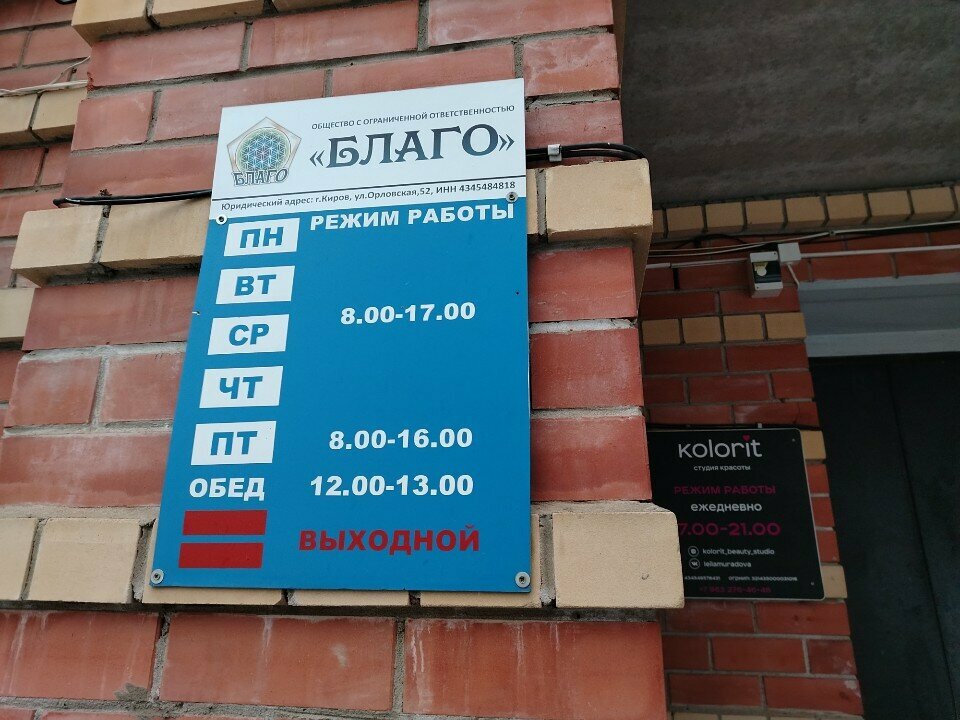 ОБЩЕСТВО С ОГРАНИЧЕННОЙ ОТВЕТСТВЕННОСТЬЮ
«БЛАГО»
БЛАГО
Юридический адрес: г.Киров, ул.Орловская,52, ИНН 4345484818
РЕЖИМ РАБОТЫ
ПН
ВТ
8.00-17.00
СР
ЧТ
ПТ 8.00-16.00
ОБЕД 12.00-13.00
ВЫХОДНОЙ
kolorit
студия красоты
РЕЖИМ РАБОТЫ
ежедневно
7.00-21.00
kolorit_beauty_studio
leilamuradova